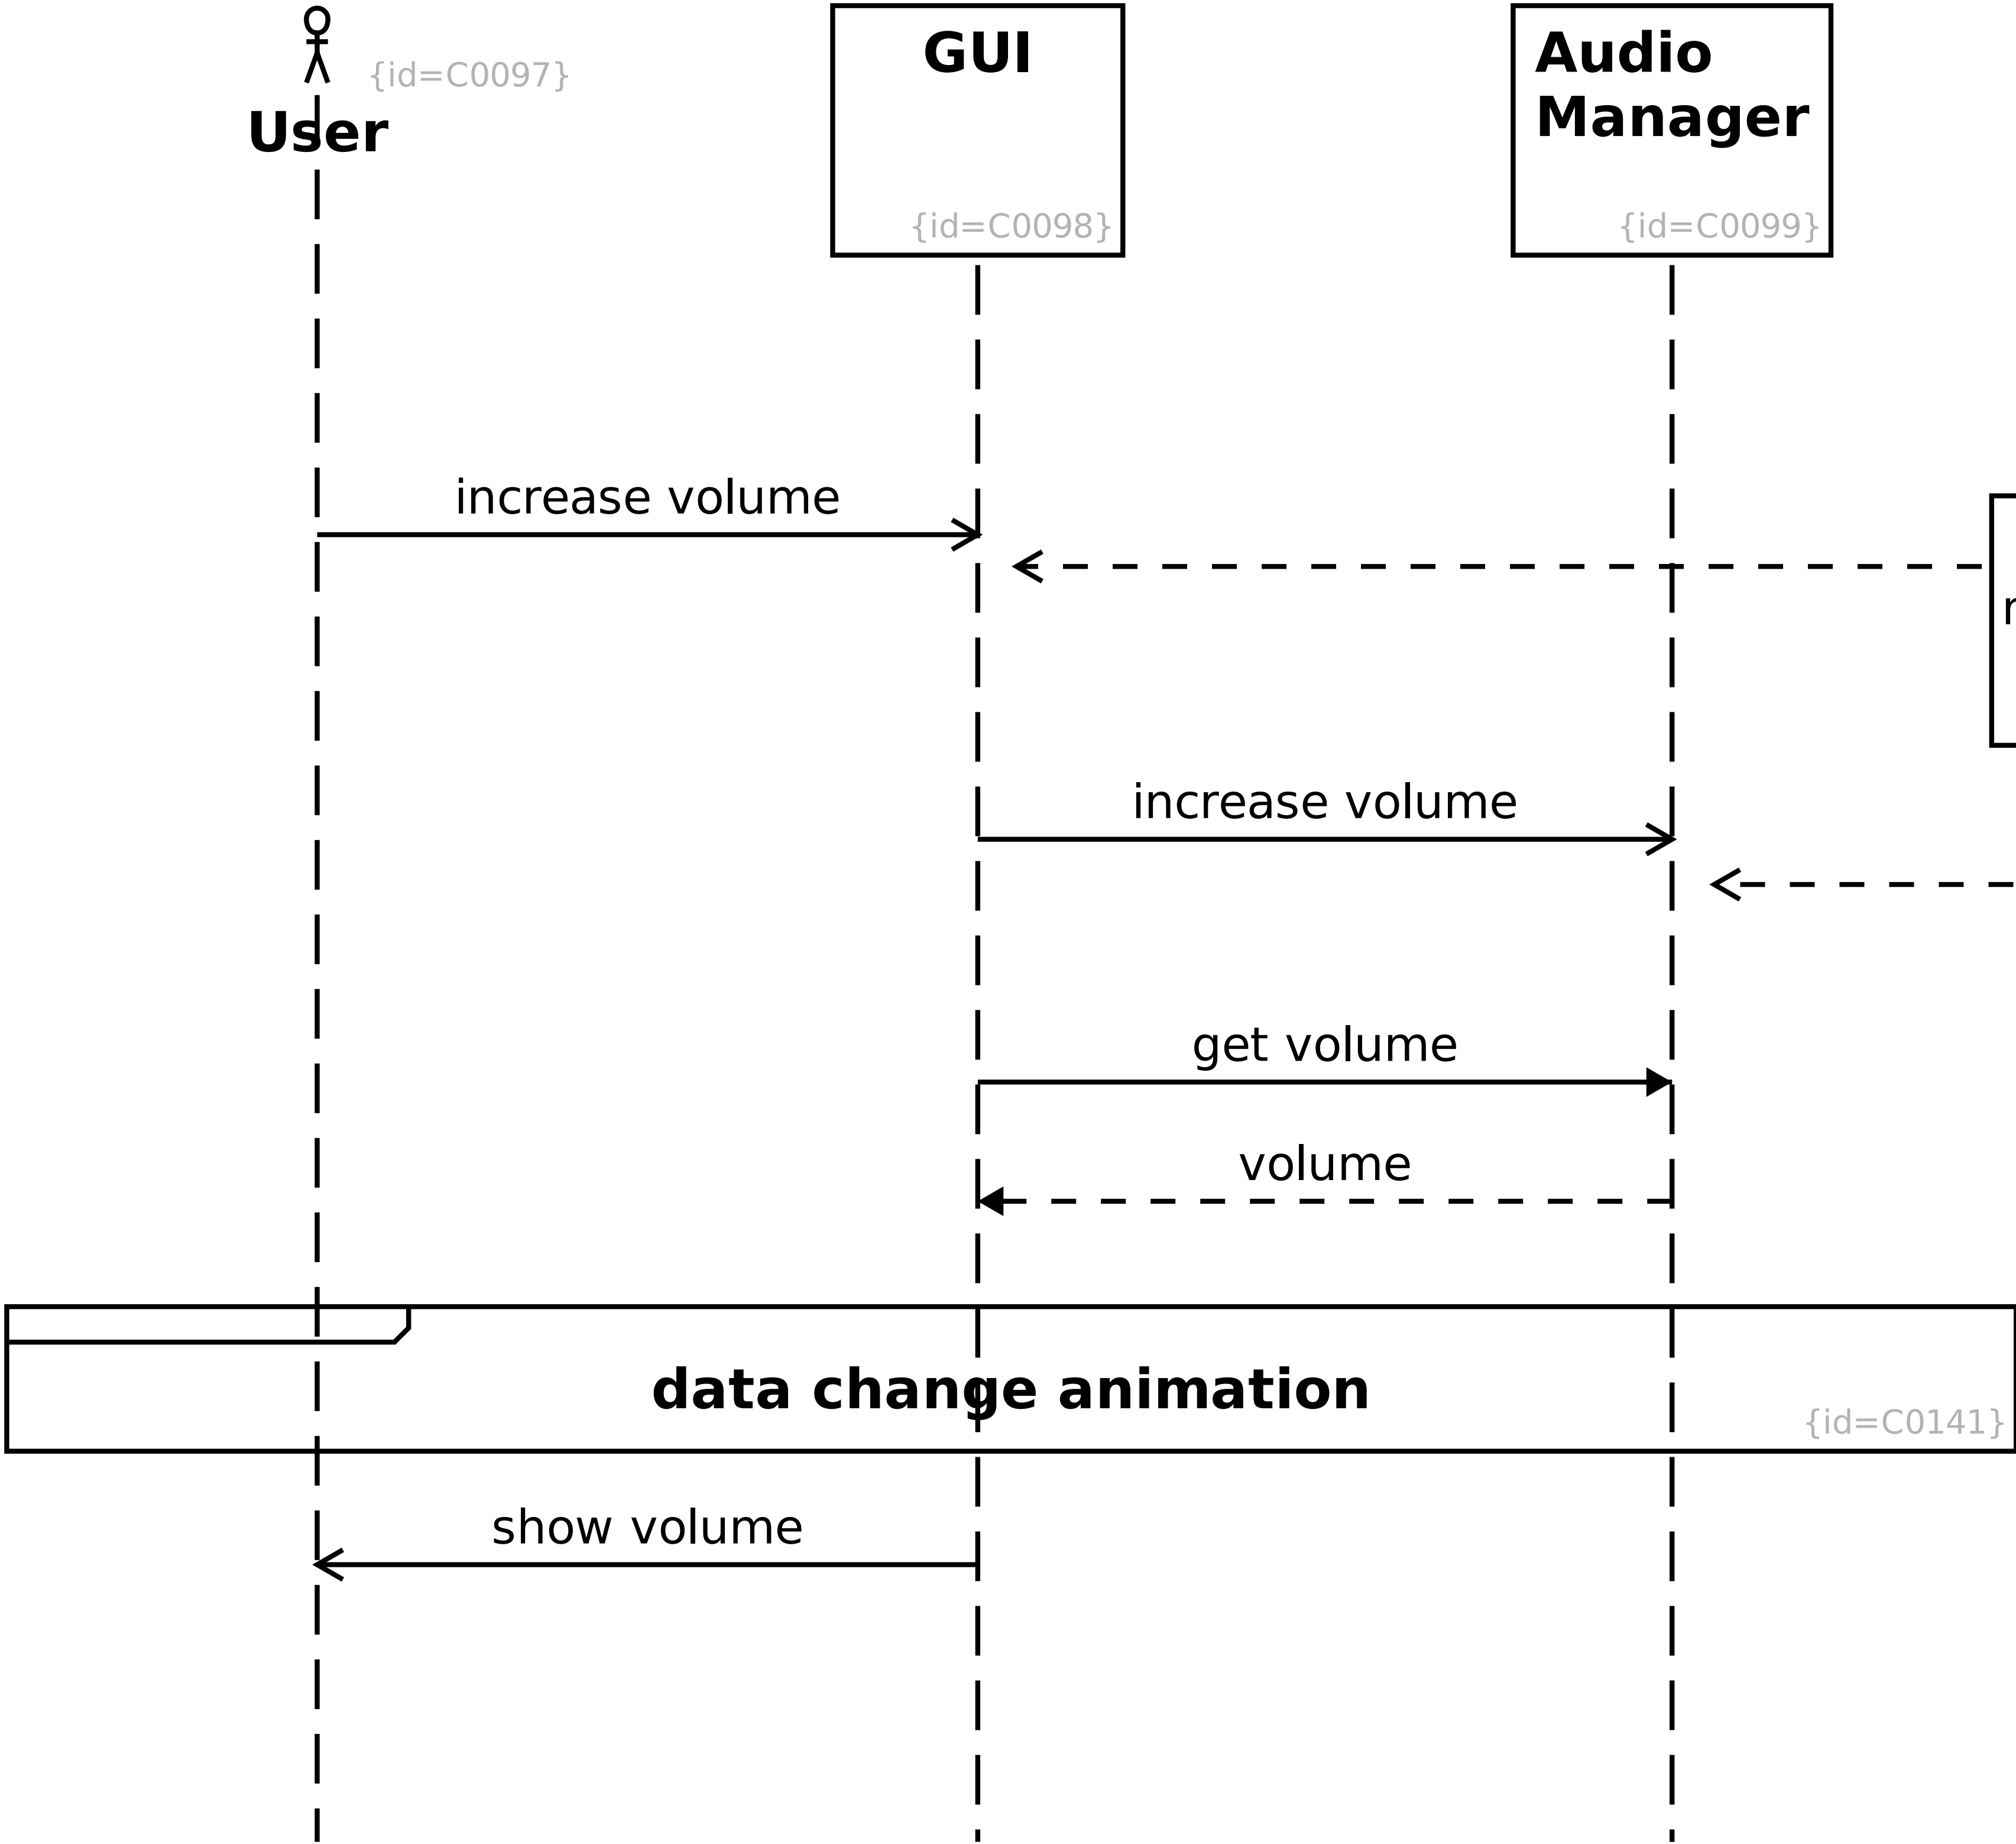 {id=C0097}
User
GUI
{id=C0098}
Audio
Manager
{id=C0099}
increase volume
increase volume
get volume
volume
data change animation
{id=C0141}
show volume